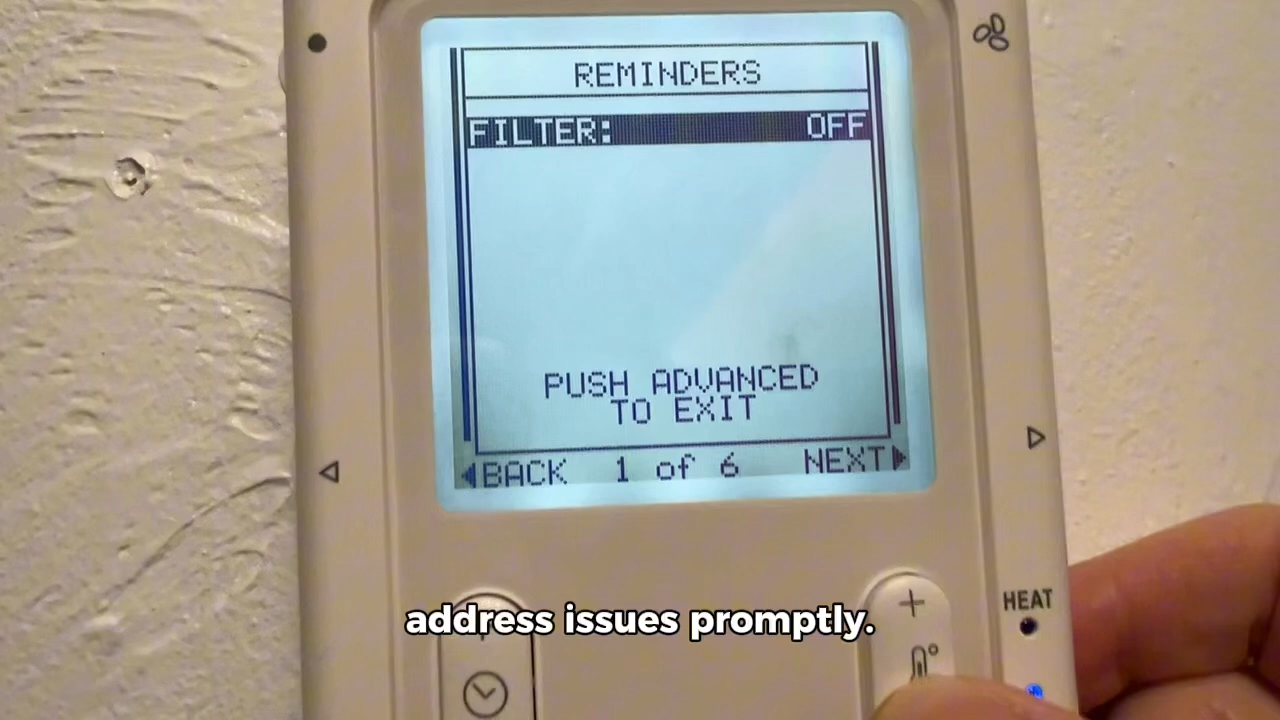 REMINDERS
FILTER: OFF
PUSH ADVANCED
TO EXIT
BACK 1 of 6 NEXT
HEAT
address issues promptly.